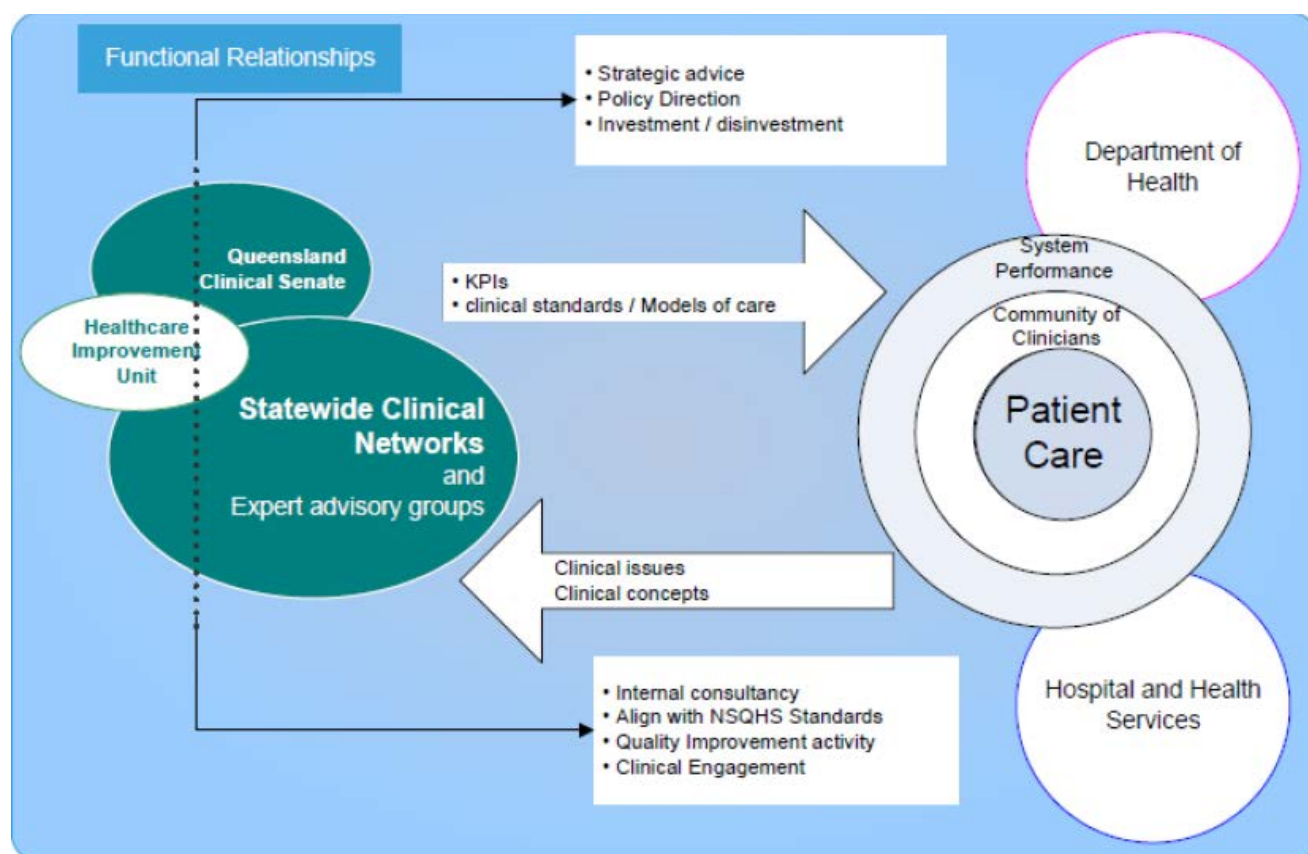 Functional Relationships
• Strategic advice
• Policy Direction
• Investment / disinvestment
Department of
Health
Queensland
Clinical Senate
Healthcare
Improvement
Unit
Statewide Clinical
Networks
and
Expert advisory groups
• KPIs
• clinical standards / Models of care
System
Performance
Community of
Clinicians
Patient
Care
Clinical issues
Clinical concepts
• Internal consultancy
• Align with NSQHS Standards
• Quality Improvement activity
• Clinical Engagement
Hospital and Health
Services